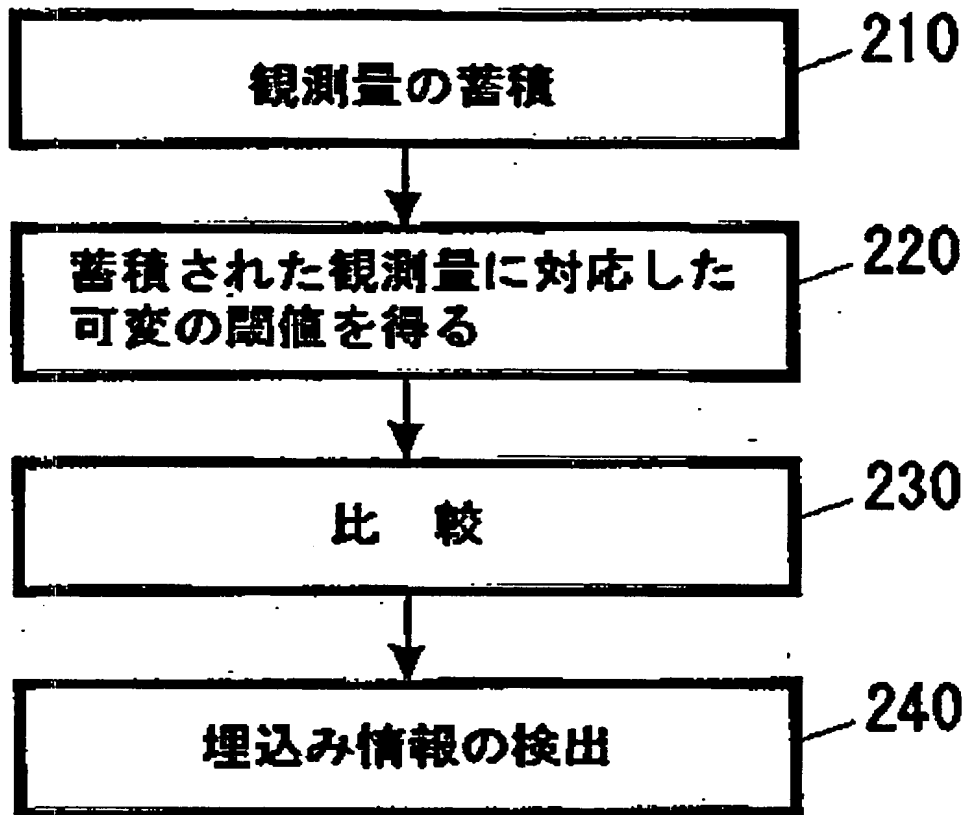 210
観測量の蓄積
220
蓄積された観測量に対応した
可変の閾値を得る
230
比 較
240
埋込み情報の検出